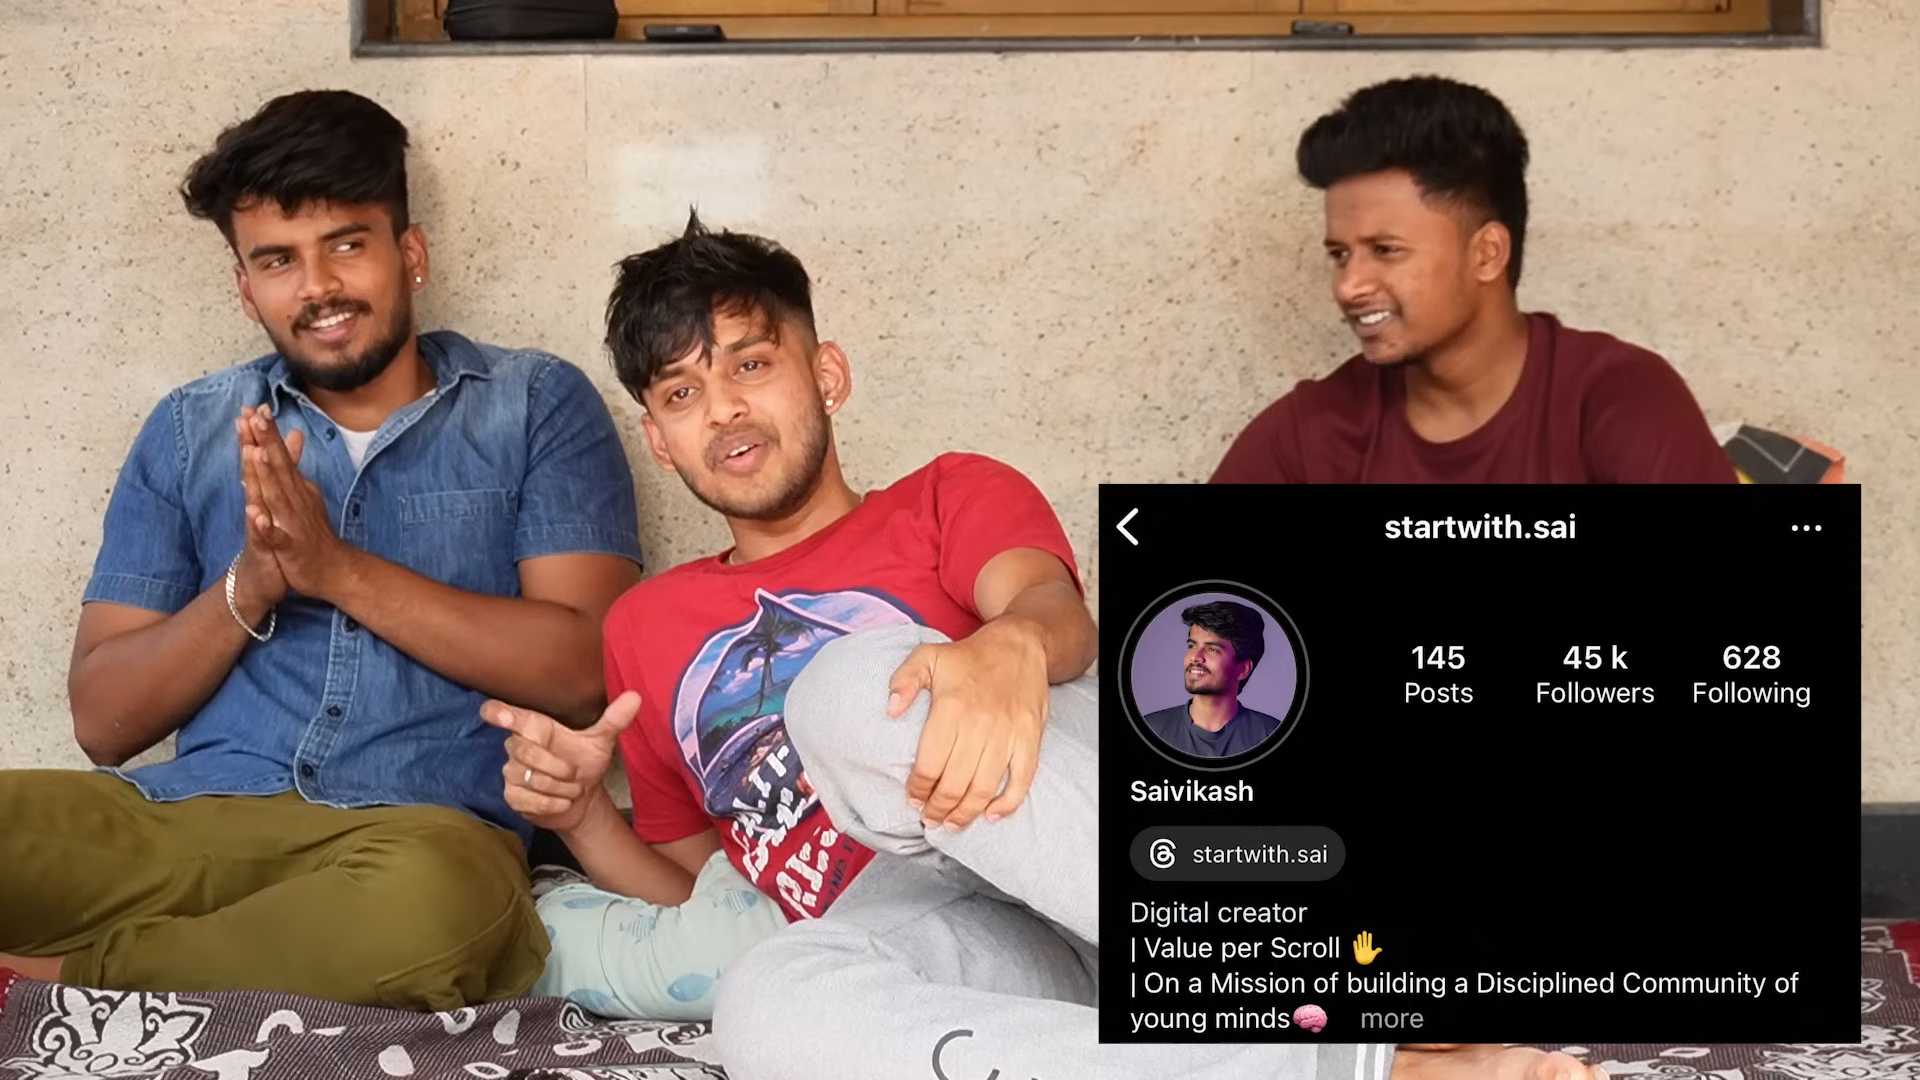 startwith.sai
145
Posts
45 k
Followers
628
Following
Saivikash
startwith.sai
Digital creator
| Value per Scroll 🖐
| On a Mission of building a Disciplined Community of
young minds🧠 more